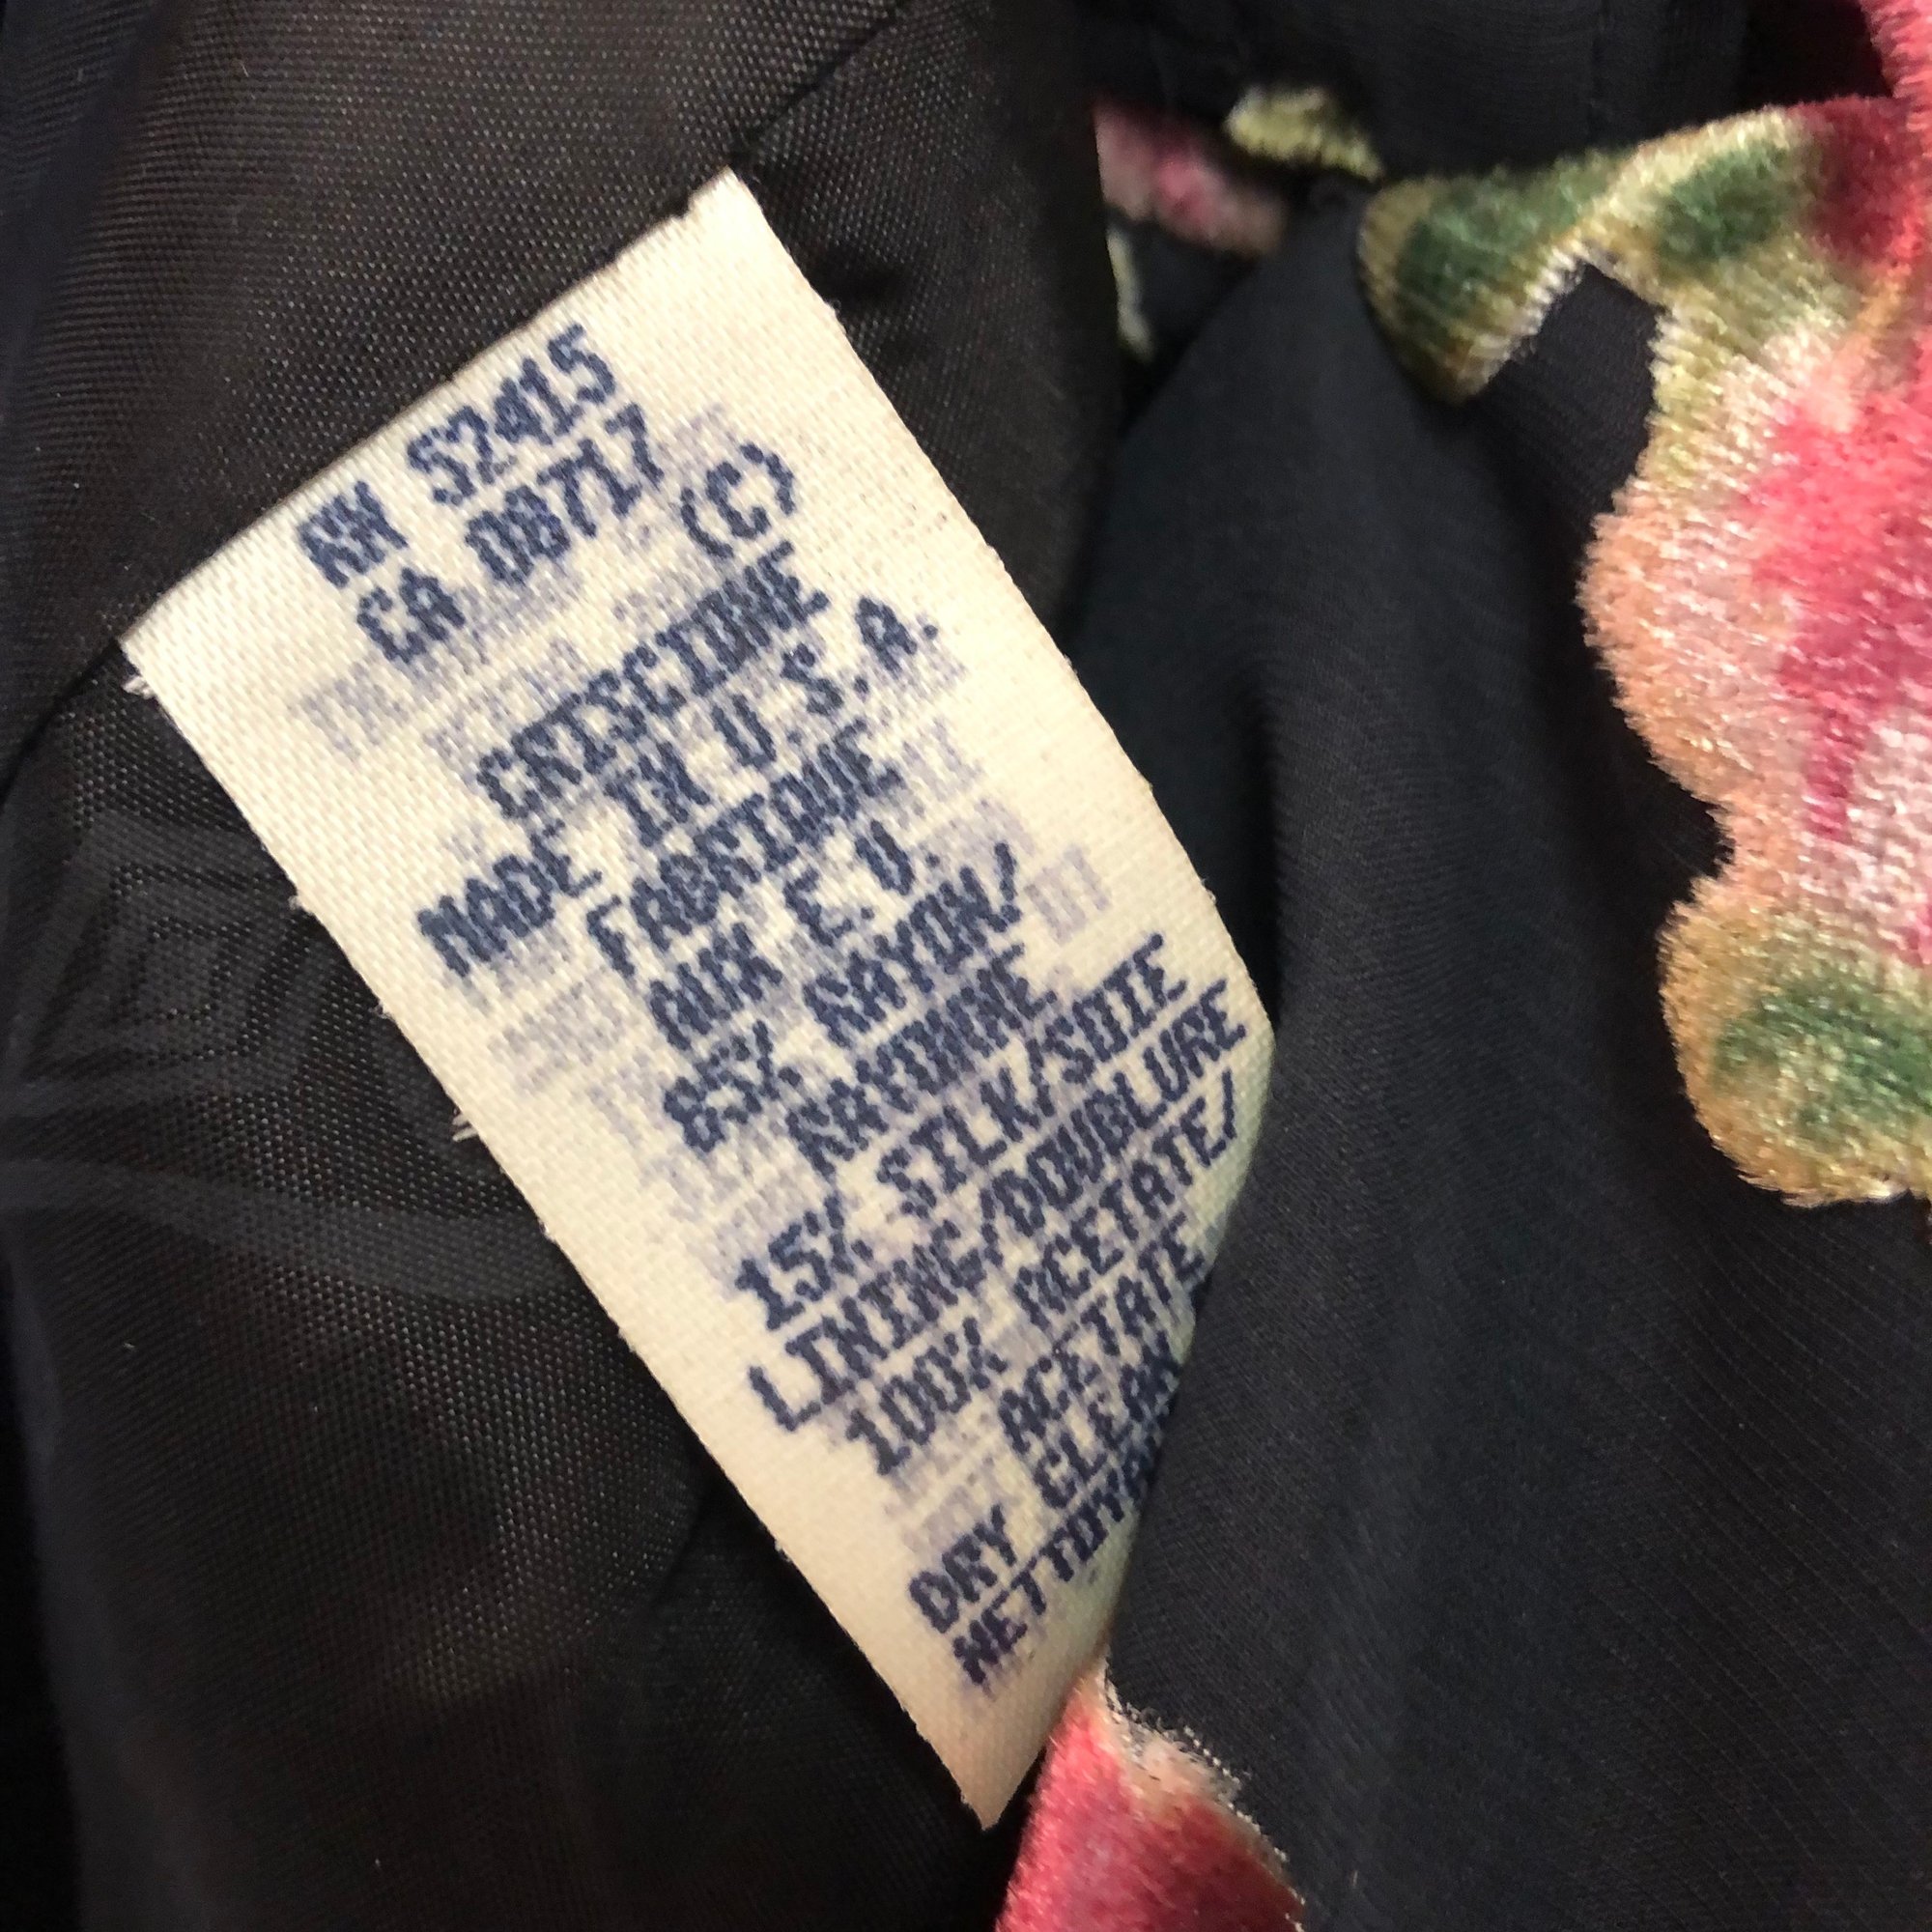 RN 52415
CA 08717
(C)
CRISCIONE
MADE IN U.S.A.
FABRIQUE
AUX E.U.
85% RAYON/
RAYONNE
15% SILK/SOIE
LINING/DOUBLURE
100% ACETATE/
ACETATE
DRY CLEAN